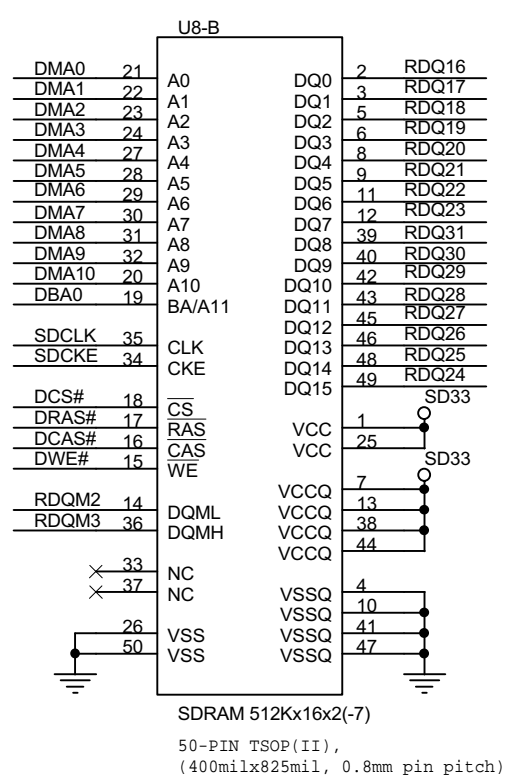 U8-B
DMA0 21 A0 DQ0 2 RDQ16
DMA1 22 A1 DQ1 3 RDQ17
DMA2 23 A2 DQ2 5 RDQ18
DMA3 24 A3 DQ3 6 RDQ19
DMA4 27 A4 DQ4 8 RDQ20
DMA5 28 A5 DQ5 9 RDQ21
DMA6 29 A6 DQ6 11 RDQ22
DMA7 30 A7 DQ7 12 RDQ23
DMA8 31 A8 DQ8 39 RDQ31
DMA9 32 A9 DQ9 40 RDQ30
DMA10 20 A10 DQ10 42 RDQ29
DBA0 19 BA/A11 DQ11 43 RDQ28
DQ12 45 RDQ27
SDCLK 35 CLK DQ13 46 RDQ26
SDCKE 34 CKE DQ14 48 RDQ25
DQ15 49 RDQ24
DCS# 18 CS SD33
DRAS# 17 RAS VCC 1
DCAS# 16 CAS VCC 25
DWE# 15 WE SD33
VCCQ 7
RDQM2 14 DQML VCCQ 13
RDQM3 36 DQMH VCCQ 38
VCCQ 44
33 NC
37 NC VSSQ 4
VSSQ 10
26 VSS VSSQ 41
50 VSS VSSQ 47
SDRAM 512Kx16x2(-7)
50-PIN TSOP(II),
(400milx825mil, 0.8mm pin pitch)